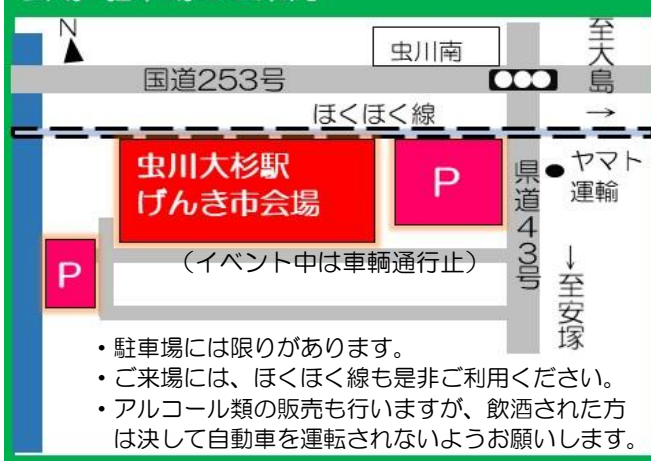 N
虫川南
至大島
→
国道253号
ほくほく線
虫川大杉駅
げんき市会場
P
県道43号
ヤマト
運輸
P
(イベント中は車輌通行止)
↓
至安塚
・駐車場には限りがあります。
・ご来場には、ほくほく線も是非ご利用ください。
・アルコール類の販売も行いますが、飲酒された方
は決して自動車を運転されないようお願いします。